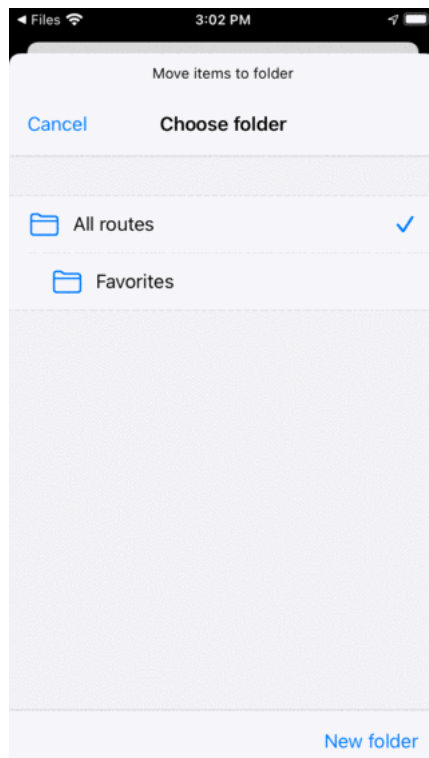 Files 3:02 PM
Move items to folder
Cancel Choose folder
All routes
Favorites
New folder